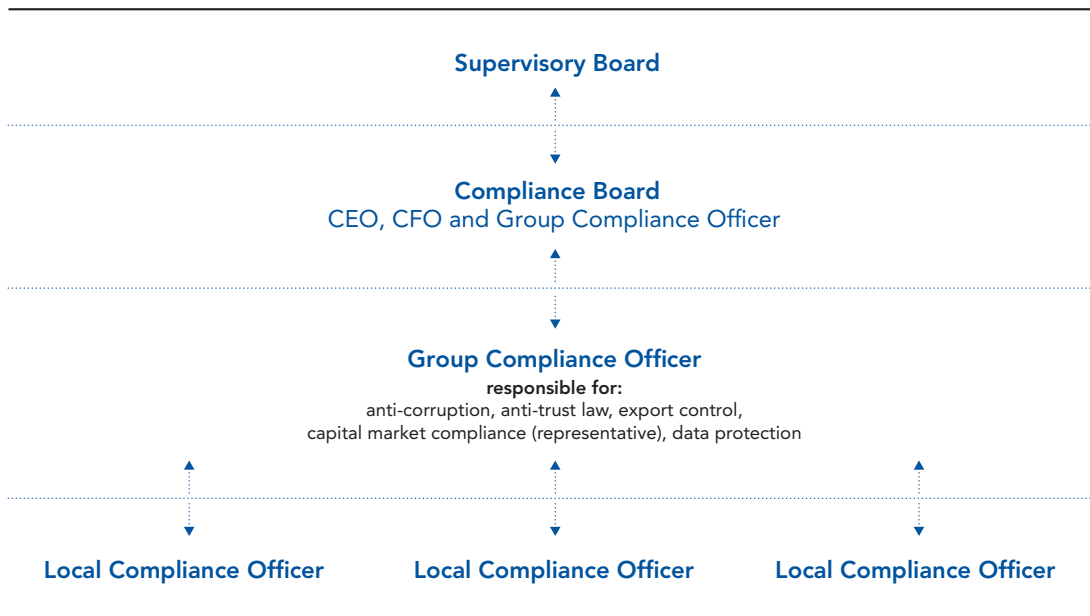 Supervisory Board
Compliance Board
CEO, CFO and Group Compliance Officer
Group Compliance Officer
responsible for:
anti-corruption, anti-trust law, export control,
capital market compliance (representative), data protection
Local Compliance Officer
Local Compliance Officer
Local Compliance Officer